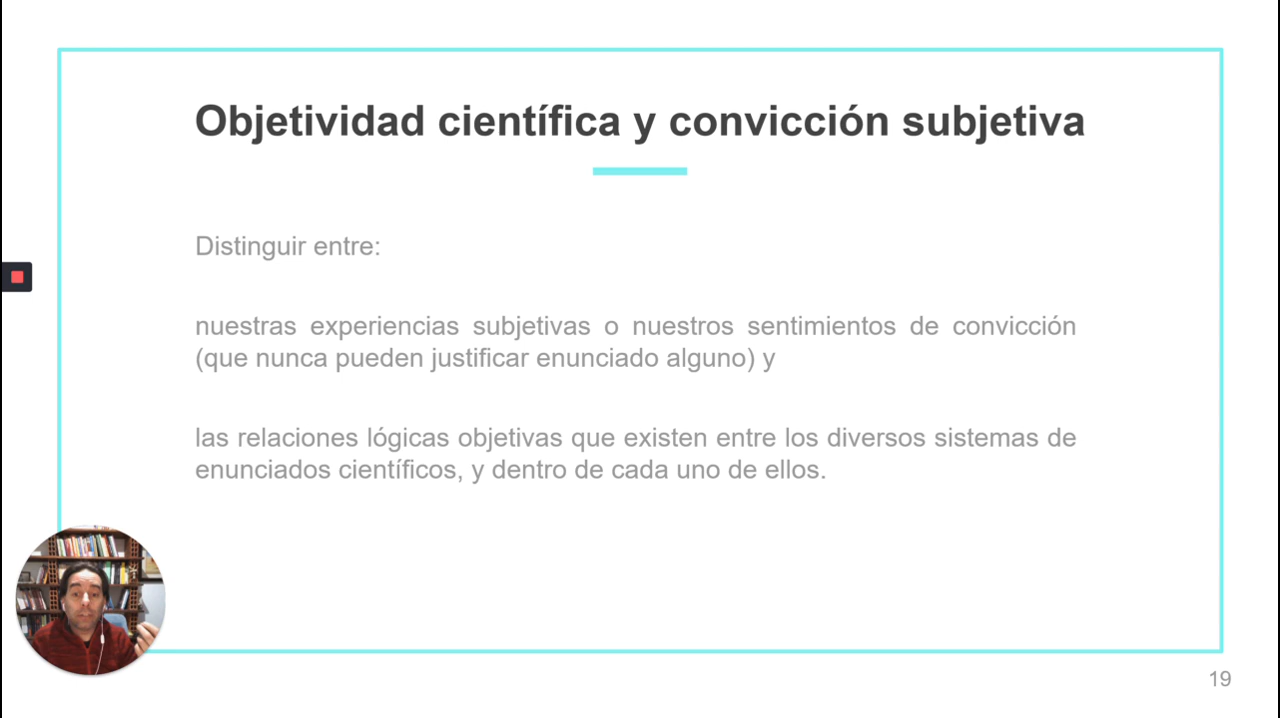 Objetividad científica y convicción subjetiva
Distinguir entre:
nuestras experiencias subjetivas o nuestros sentimientos de convicción
(que nunca pueden justificar enunciado alguno) y
las relaciones lógicas objetivas que existen entre los diversos sistemas de
enunciados científicos, y dentro de cada uno de ellos.
19